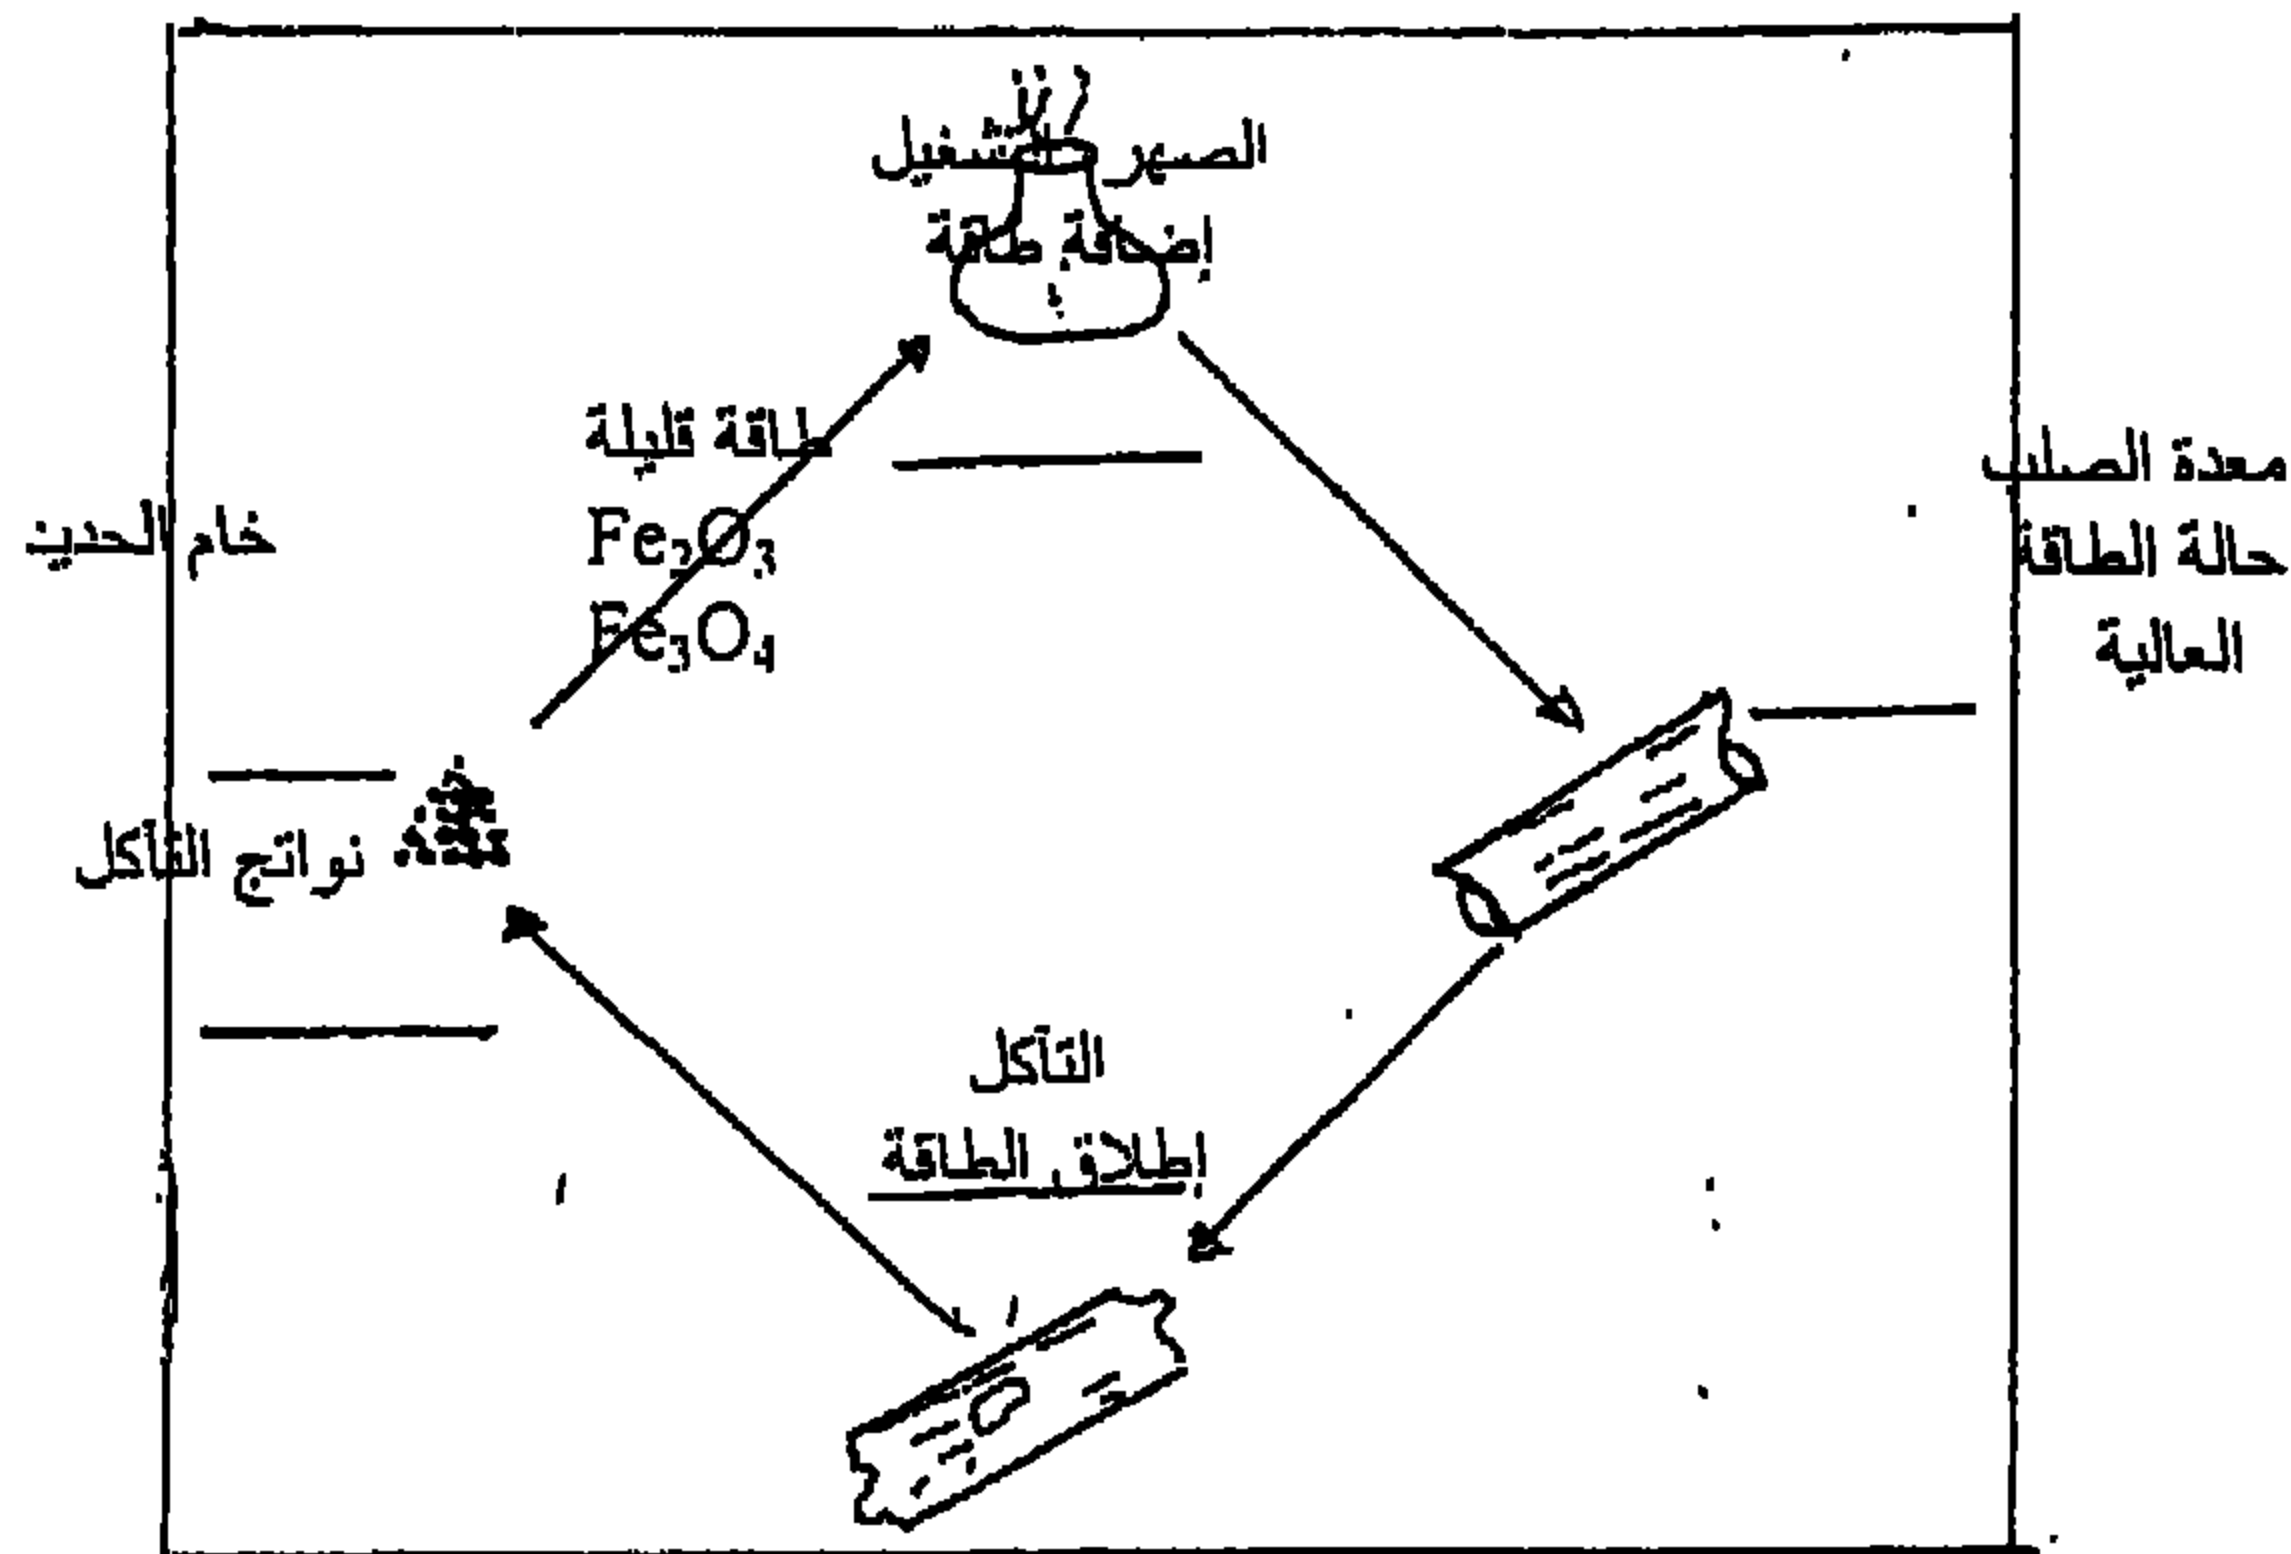 الصهر التشغيل
إضافة طاقة
معدة الصلب
حالة الطاقة
العالية
طاقة قليلة
Fe₂O₃
Fe₃O₄
خام الحديد
نواتج التآكل
التآكل
إطلاق الطاقة